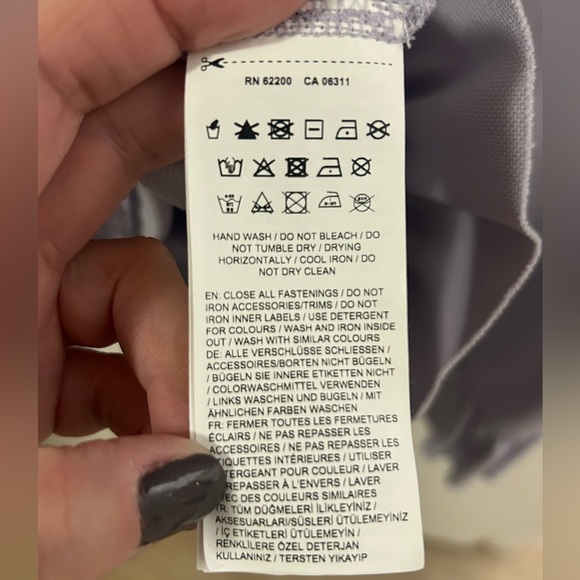 RN 62200 CA 06311
HAND WASH / DO NOT BLEACH / DO
NOT TUMBLE DRY / DRYING
HORIZONTALLY / COOL IRON / DO
NOT DRY CLEAN
EN: CLOSE ALL FASTENINGS / DO NOT
IRON ACCESSORIES/TRIMS / DO NOT
IRON INNER LABELS / USE DETERGENT
FOR COLOURS / WASH AND IRON INSIDE
OUT / WASH WITH SIMILAR COLOURS
DE: ALLE VERSCHLÜSSE SCHLIESSEN /
ACCESSOIRES/BORTEN NICHT BÜGELN
/ BÜGELN SIE INNERE ETIKETTEN NICHT
/ COLORWASCHMITTEL VERWENDEN
/ LINKS WASCHEN UND BUGELN / MIT
ÄHNLICHEN FARBEN WASCHEN
FR: FERMER TOUTES LES FERMETURES
ÉCLAIRS / NE PAS REPASSER LES
ACCESSOIRES / NE PAS REPASSER LES
ÉTIQUETTES INTÉRIEURES / UTILISER
DETERGEANT POUR COULEUR / LAVER
REPASSER À L'ENVERS / LAVER
AVEC DES COULEURS SIMILAIRES
TR: TÜM DÜĞMELERİ İLİKLEYİNİZ /
AKSESUARLARI/SÜSLERİ ÜTÜLEMEYİNİZ
/ İÇ ETİKETLERİ ÜTÜLEMEYİNİZ /
RENKLİLERE ÖZEL DETERJAN
KULLANINIZ / TERSTEN YIKAYIP